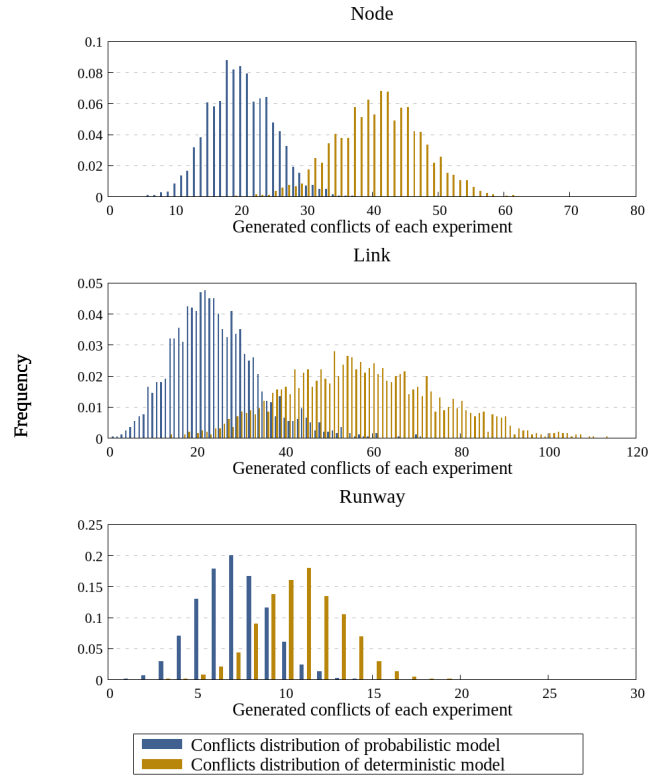 Node
0.1
0.08
0.06
0.04
0.02
0
0 10 20 30 40 50 60 70 80
Generated conflicts of each experiment
Link
0.05
0.04
0.03
0.02
0.01
0
0 20 40 60 80 100 120
Generated conflicts of each experiment
Frequency
Runway
0.25
0.2
0.15
0.1
0.05
0
0 5 10 15 20 25 30
Generated conflicts of each experiment
Conflicts distribution of probabilistic model
Conflicts distribution of deterministic model